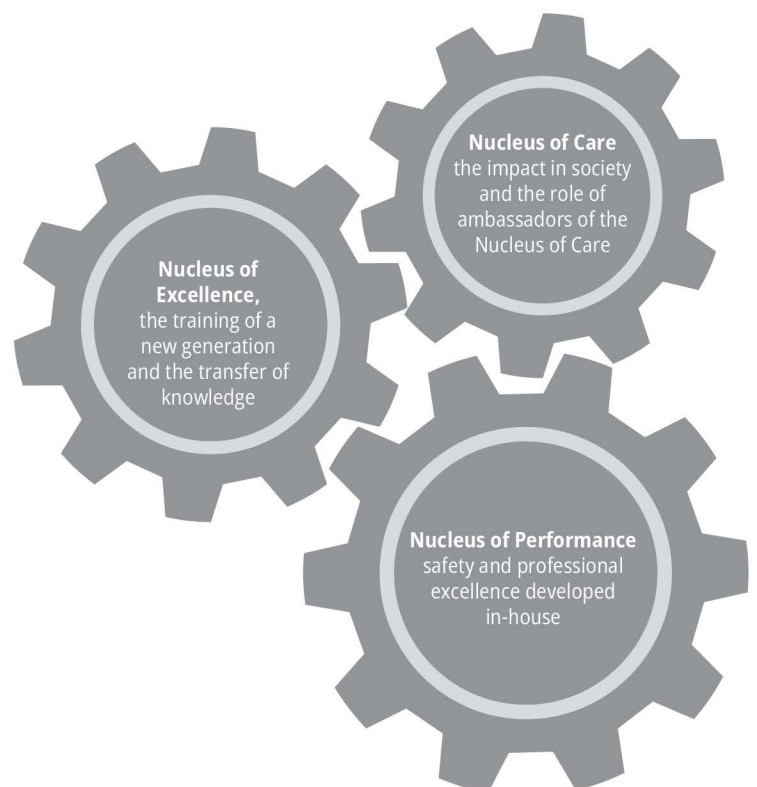 Nucleus of Care
the impact in society
and the role of
ambassadors of the
Nucleus of Care
Nucleus of
Excellence,
the training of a
new generation
and the transfer of
knowledge
Nucleus of Performance
safety and professional
excellence developed
in-house